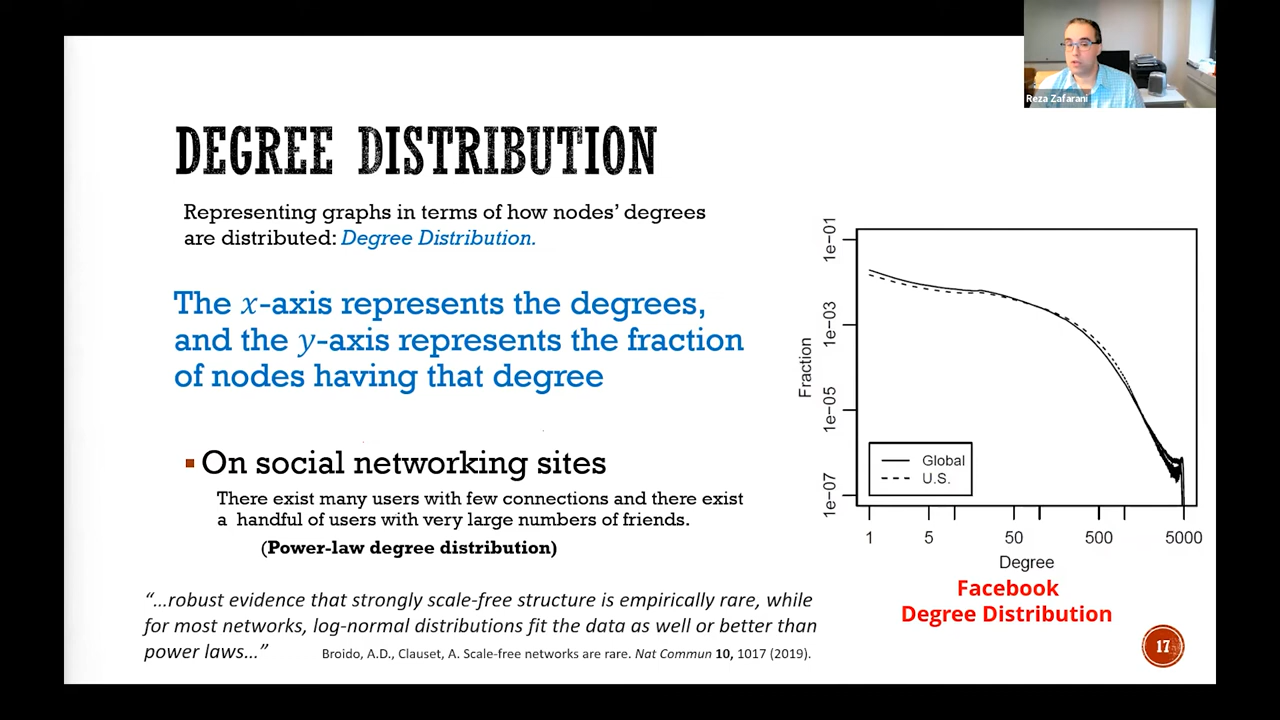 Reza Zafarani
DEGREE DISTRIBUTION
Representing graphs in terms of how nodes’ degrees
are distributed: Degree Distribution.
The x-axis represents the degrees,
and the y-axis represents the fraction
of nodes having that degree
On social networking sites
There exist many users with few connections and there exist
a handful of users with very large numbers of friends.
(Power-law degree distribution)
“...robust evidence that strongly scale-free structure is empirically rare, while
for most networks, log-normal distributions fit the data as well or better than
power laws...”
Broido, A.D., Clauset, A. Scale-free networks are rare. Nat Commun 10, 1017 (2019).
1e-01
1e-03
1e-05
1e-07
Fraction
Global
U.S.
1 5 50 500 5000
Degree
Facebook
Degree Distribution
17